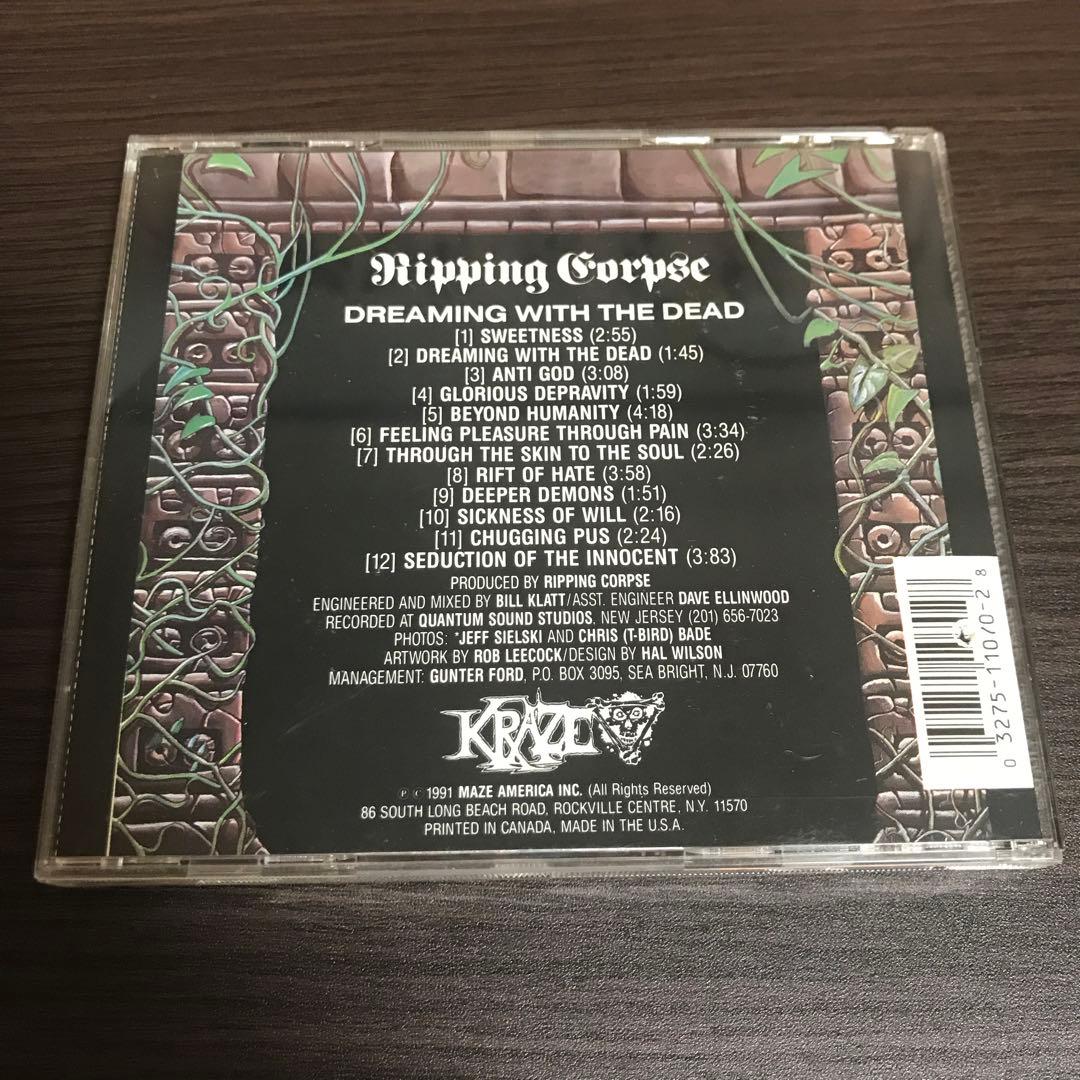 Ripping Corpse
DREAMING WITH THE DEAD
[1] SWEETNESS (2:55)
[2] DREAMING WITH THE DEAD (1:45)
[3] ANTI GOD (3:08)
[4] GLORIOUS DEPRAVITY (1:59)
[5] BEYOND HUMANITY (4:18)
[6] FEELING PLEASURE THROUGH PAIN (3:34)
[7] THROUGH THE SKIN TO THE SOUL (2:26)
[8] RIFT OF HATE (3:58)
[9] DEEPER DEMONS (1:51)
[10] SICKNESS OF WILL (2:16)
[11] CHUGGING PUS (2:24)
[12] SEDUCTION OF THE INNOCENT (3:83)
PRODUCED BY RIPPING CORPSE
ENGINEERED AND MIXED BY BILL KLATT/ASST. ENGINEER DAVE ELLINWOOD
RECORDED AT QUANTUM SOUND STUDIOS, NEW JERSEY (201) 656-7023
PHOTOS: *JEFF SIELSKI AND CHRIS (T-BIRD) BADE
ARTWORK BY ROB LEECOCK/DESIGN BY HAL WILSON
MANAGEMENT: GUNTER FORD, P.O. BOX 3095, SEA BRIGHT, N.J. 07760
KRAZE
℗ © 1991 MAZE AMERICA INC. (All Rights Reserved)
86 SOUTH LONG BEACH ROAD, ROCKVILLE CENTRE, N.Y. 11570
PRINTED IN CANADA, MADE IN THE U.S.A.
0 3275-11070-2 8